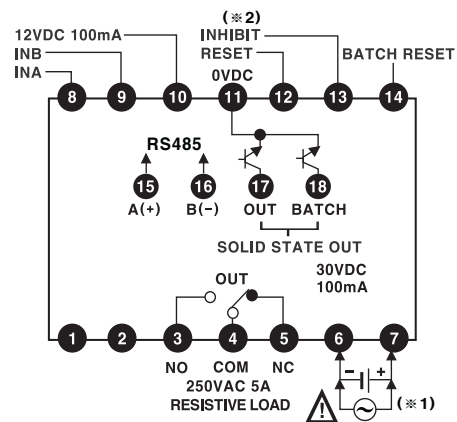 (※2)
12VDC 100mA INHIBIT
INB RESET BATCH RESET
INA 0VDC
8 9 10 11 12 13 14
RS485
15 16 17 18
A(+) B(−) OUT BATCH
SOLID STATE OUT
30VDC
100mA
OUT
1 2 3 4 5 6 7
NO COM NC − +
250VAC 5A (※1)
RESISTIVE LOAD !